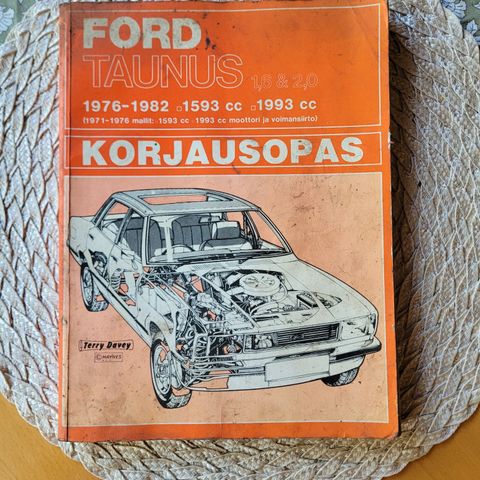 FORD
TAUNUS 1,6 & 2,0
1976-1982 □1593 cc □1993 cc
(1971-1976 mallit: □1593 cc □1993 cc moottori ja voimansiirto)
KORJAUSOPAS
Terry Davey
© HAYNES